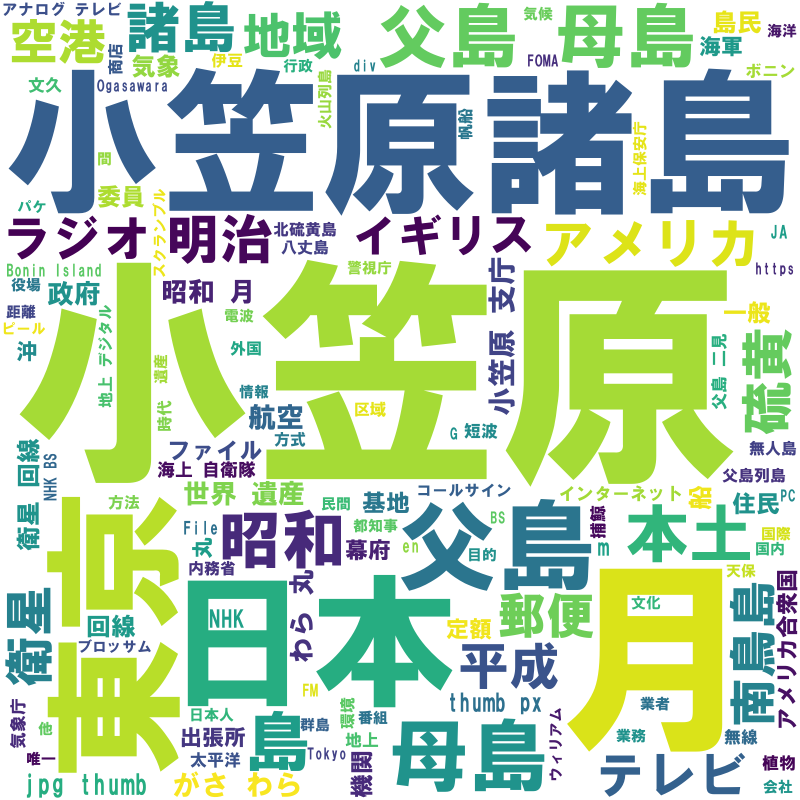 アナログ テレビ
空港
商店
諸島
気象
地域
伊豆
行政
父島
div
気候
FOMA
母島
島民
海軍
海洋
ボニン
文久
Ogasawara
火山列島
帆船
海上保安庁
小笠原諸島
間
委員
パケ
スクランブル
ラジオ
明治
北硫黄島
八丈島
イギリス
アメリカ
JA
https
Bonin Island
役場
政府
昭和 月
警視庁
小笠原 支庁
一般
距離
ビール
電波
沖
地上 デジタル
遺産
外国
父島 二見
硫黄
小笠原
情報
区域
時代
航空
方式
G
短波
無人島
衛星 回線
NHK BS
ファイル
海上 自衛隊
父島列島
世界 遺産
民間
基地
コールサイン
インターネット
船
住民
PC
方法
File
丸
昭和
都知事
幕府
en
BS
目的
父島
捕鯨
m
本土
国際
国内
東京
内務省
天保
衛星
回線
ブロッサム
日本
NHK
わら 丸
定額
郵便
月
文化
南鳥島
アメリカ合衆国
平成
thumb px
日本人
FM
群島
環境
番組
業者
気象庁
他
唯一
出張所
太平洋
島
Tokyo
地上
機関
母島
ウィリアム
業務
無線
テレビ
植物
会社
jpg thumb
がさ わら